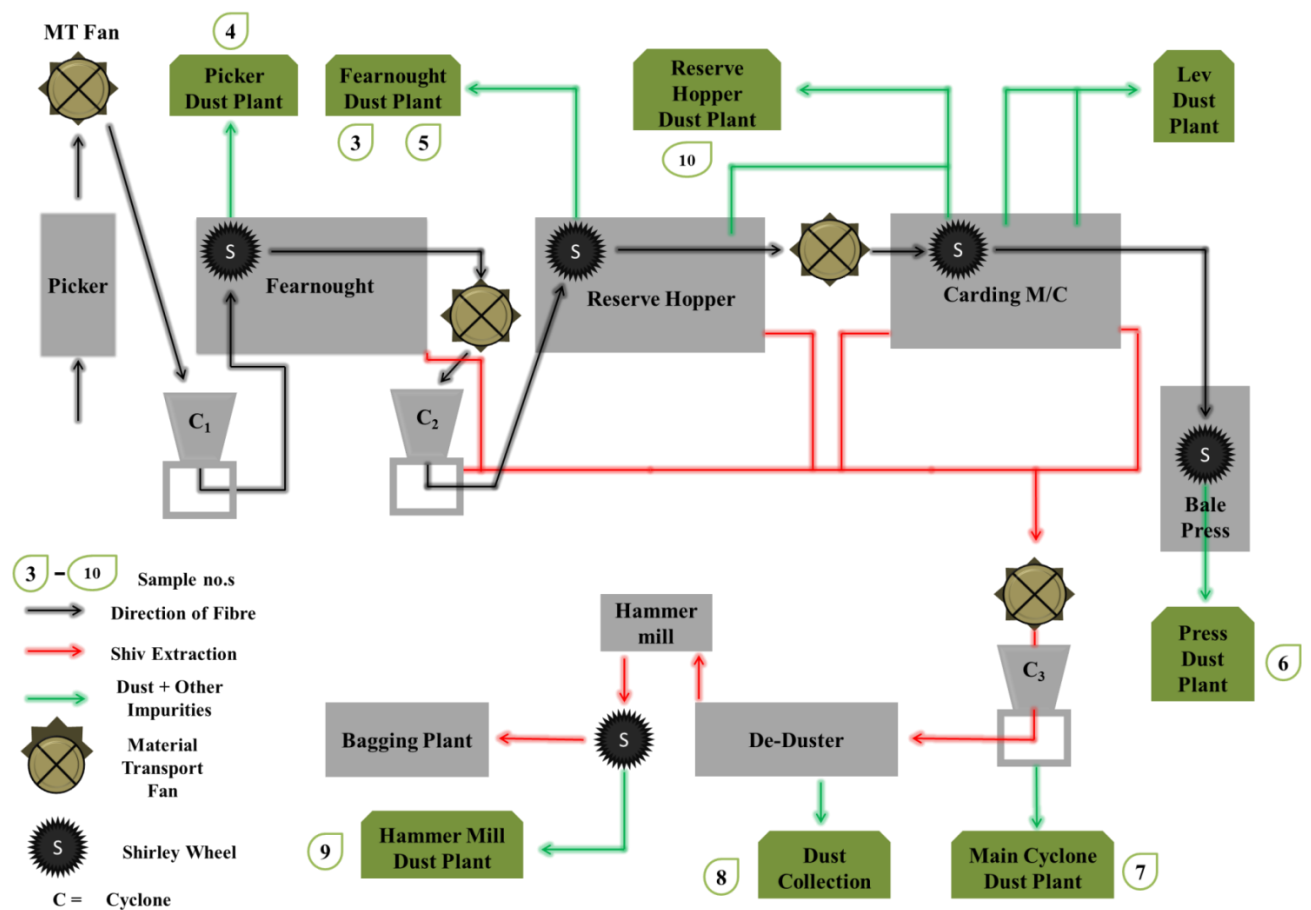 MT Fan
4
Picker
Dust Plant
Fearnought
Dust Plant
3
5
Reserve
Hopper
Dust Plant
10
Lev
Dust
Plant
Picker
S
Fearnought
S
Reserve Hopper
S
Carding M/C
C1
C2
S
Bale
Press
3 – 10 Sample no.s
Direction of Fibre
Shiv Extraction
Dust + Other
Impurities
Material
Transport
Fan
S
Shirley Wheel
C = Cyclone
Hammer
mill
C3
Press
Dust
Plant
6
Bagging Plant
S
De-Duster
9
Hammer Mill
Dust Plant
8
Dust
Collection
Main Cyclone
Dust Plant
7